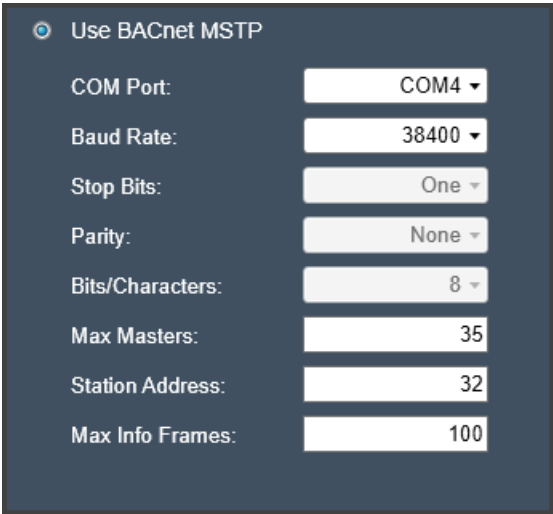 Use BACnet MSTP
COM Port: COM4
Baud Rate: 38400
Stop Bits: One
Parity: None
Bits/Characters: 8
Max Masters: 35
Station Address: 32
Max Info Frames: 100